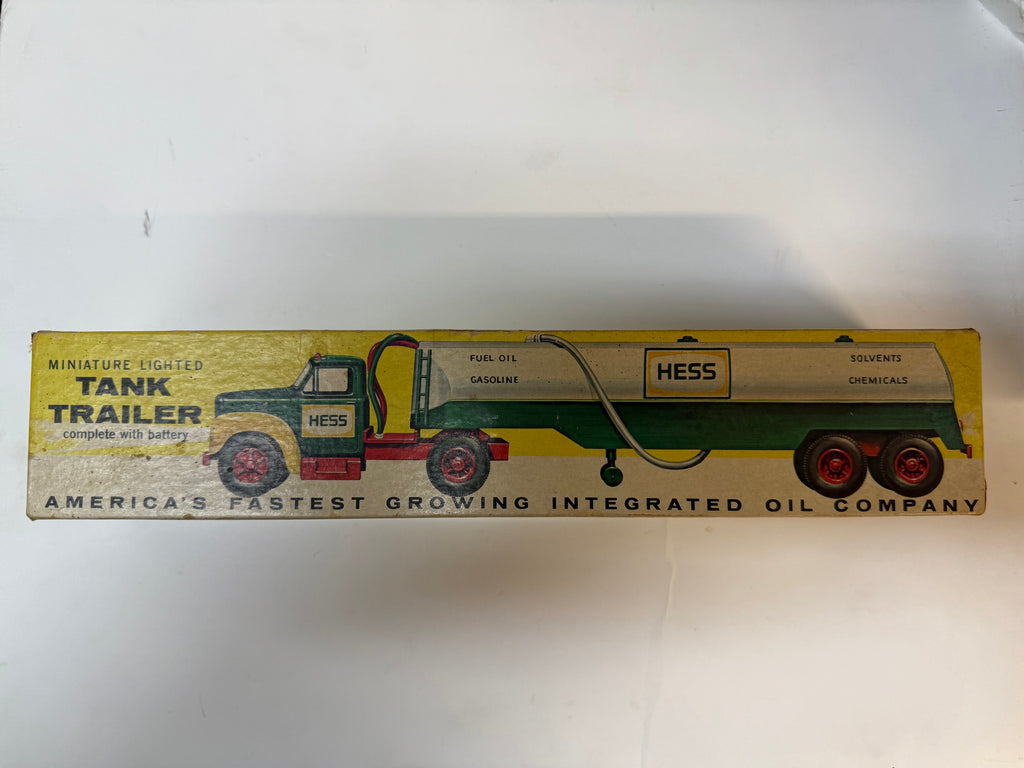 MINIATURE LIGHTED
TANK
TRAILER
complete with battery
HESS
FUEL OIL
GASOLINE
HESS
SOLVENTS
CHEMICALS
AMERICA'S FASTEST GROWING INTEGRATED OIL COMPANY